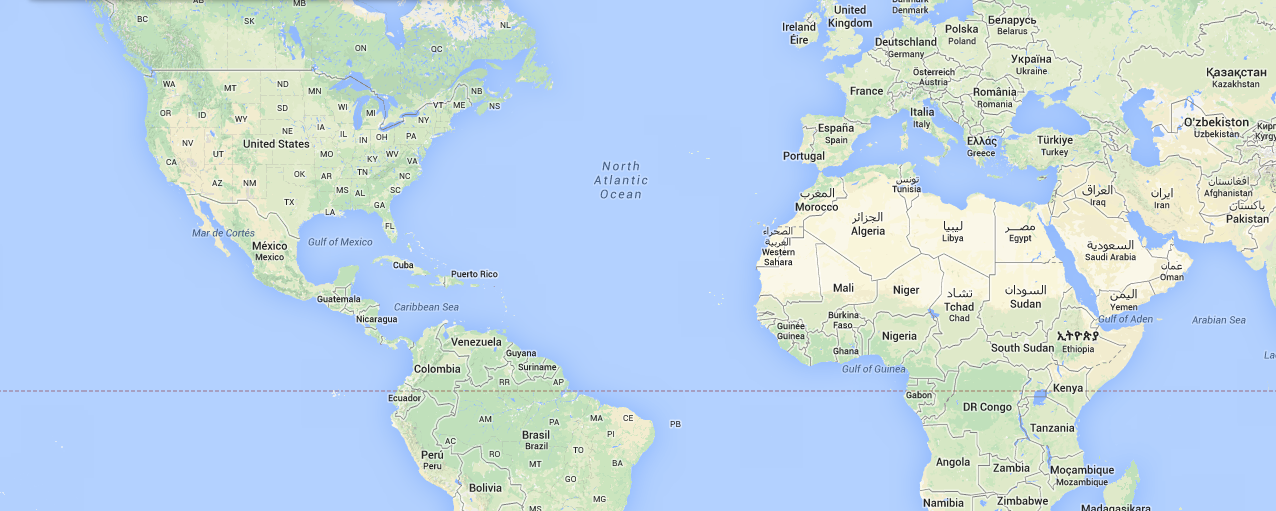 AB
MB
BC
SK
NL
ON
QC
WA
MT
ND
MN
NB
NS
OR
ID
WY
SD
WI
MI
VT
ME
NY
NV
UT
NE
IA
IL
IN
OH
PA
United States
CA
MO
KY
WV
VA
AZ
NM
OK
AR
TN
NC
TX
MS
AL
SC
GA
LA
FL
Mar de Cortés
Gulf of Mexico
México
Mexico
Cuba
Puerto Rico
Guatemala
Caribbean Sea
Nicaragua
North
Atlantic
Ocean
Venezuela
Guyana
Suriname
Colombia
RR
AP
Ecuador
AM
PA
MA
CE
PB
PI
Brasil
Brazil
AC
TO
Perú
Peru
RO
MT
BA
GO
Bolivia
MG
MS
Danmark
Denmark
United
Kingdom
Ireland
Éire
Беларусь
Belarus
Polska
Poland
Deutschland
Germany
Україна
Ukraine
Österreich
Austria
Қазақстан
Kazakhstan
France
România
Romania
Italia
Italy
O'zbekiston
Uzbekistan
España
Spain
Ελλάς
Greece
Türkiye
Turkey
Portugal
تونس
Tunisia
المغرب
Morocco
العراق
Iraq
ایران
Iran
افغانستان
Afghanistan
پاکستان
Pakistan
الجزائر
Algeria
ليبيا
Libya
مصر
Egypt
الصحراء
الغربية
Western
Sahara
السعودية
Saudi Arabia
عمان
Oman
Mali
Niger
تشاد
Tchad
Chad
السودان
Sudan
اليمن
Yemen
Gulf of Aden
Arabian Sea
Guinée
Guinea
Burkina
Faso
Nigeria
Ghana
South Sudan
ኢትዮጵያ
Ethiopia
Gulf of Guinea
Gabon
Kenya
DR Congo
Tanzania
Angola
Zambia
Moçambique
Mozambique
Namibia
Zimbabwe
Madagasikara